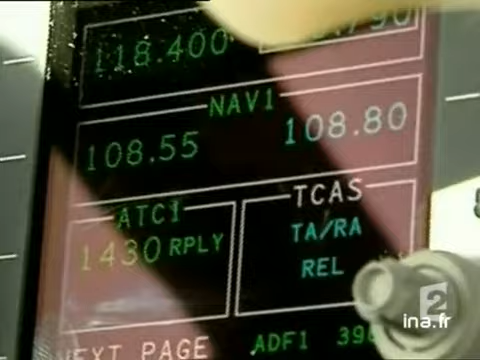 118.400
NAV1
108.55 108.80
ATC1 TCAS
1430 RPLY TA/RA
REL
NEXT PAGE ADF1
2
ina.fr